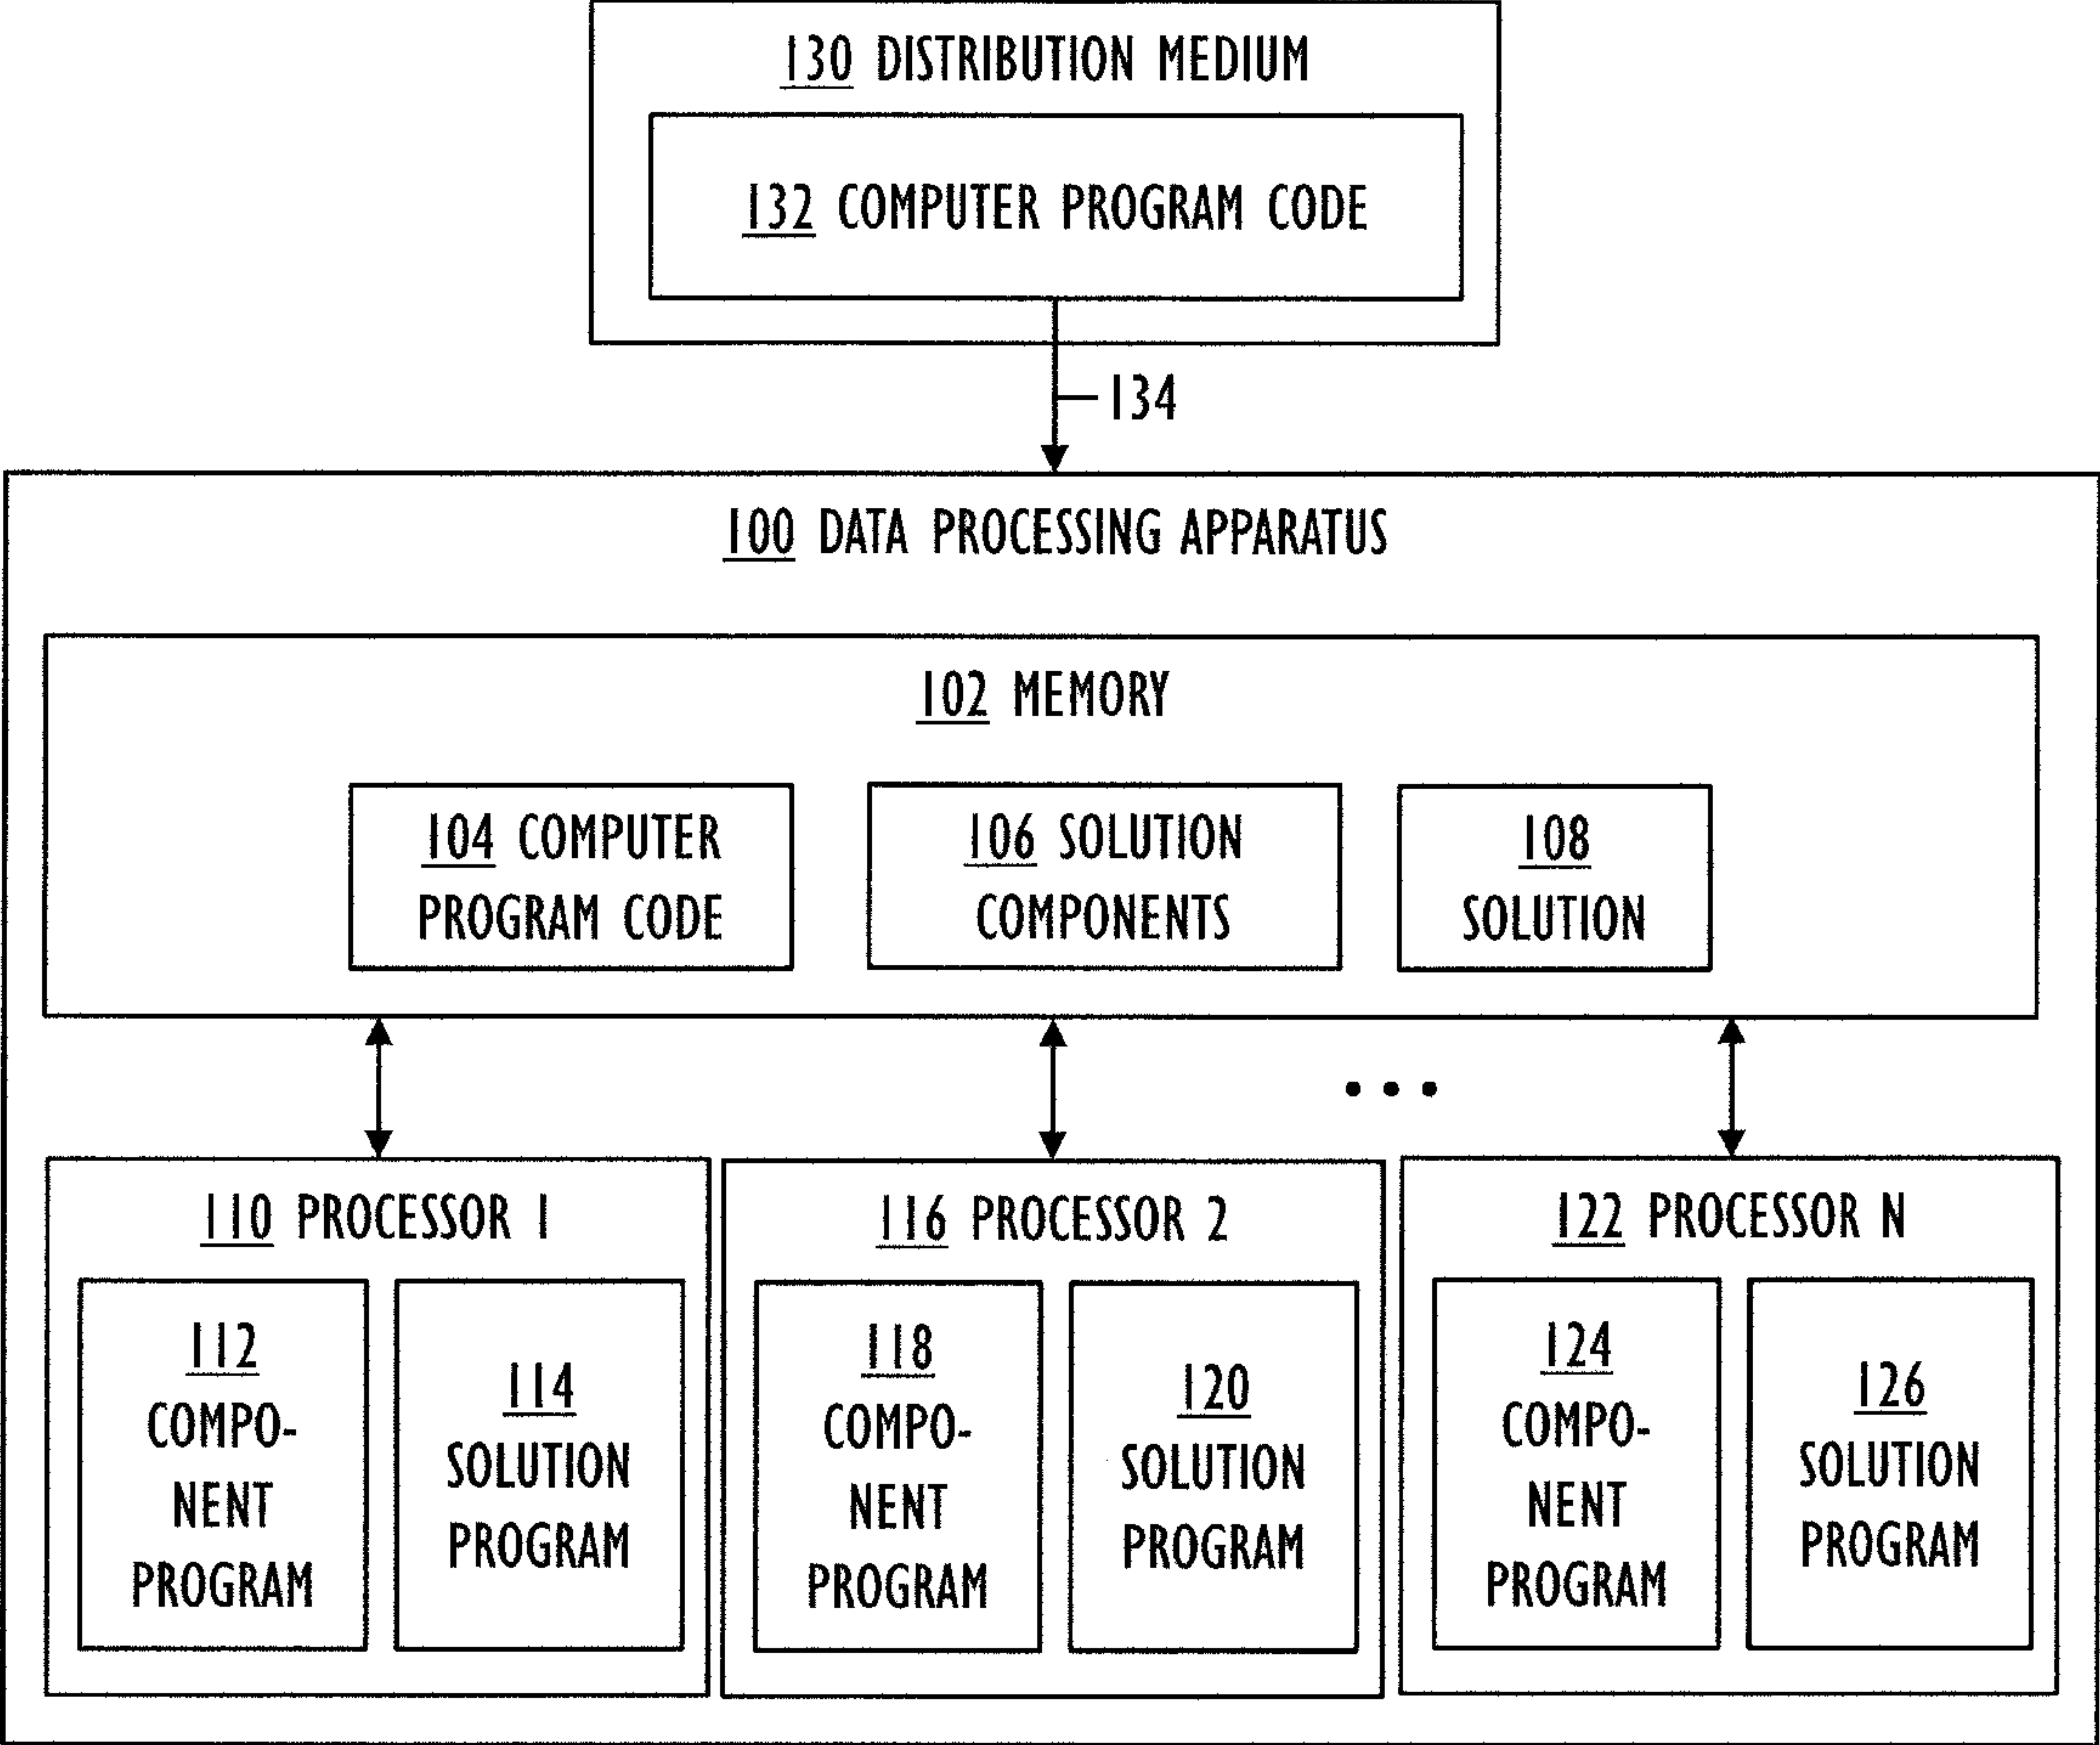 130 DISTRIBUTION MEDIUM
132 COMPUTER PROGRAM CODE
134
100 DATA PROCESSING APPARATUS
102 MEMORY
104 COMPUTER
PROGRAM CODE
106 SOLUTION
COMPONENTS
108
SOLUTION
...
110 PROCESSOR 1
112
COMPO-
NENT
PROGRAM
114
SOLUTION
PROGRAM
116 PROCESSOR 2
118
COMPO-
NENT
PROGRAM
120
SOLUTION
PROGRAM
122 PROCESSOR N
124
COMPO-
NENT
PROGRAM
126
SOLUTION
PROGRAM